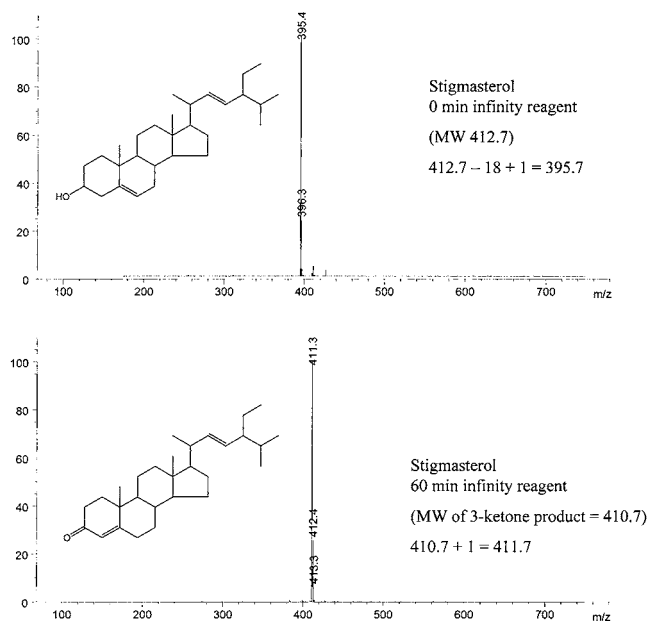 100
80
60
40
20
0
395.4
396.3
HO
Stigmasterol
0 min infinity reagent
(MW 412.7)
412.7 – 18 + 1 = 395.7
100 200 300 400 500 600 700 m/z
100
80
60
40
20
0
411.3
412.4
413.3
O
Stigmasterol
60 min infinity reagent
(MW of 3-ketone product = 410.7)
410.7 + 1 = 411.7
100 200 300 400 500 600 700 m/z